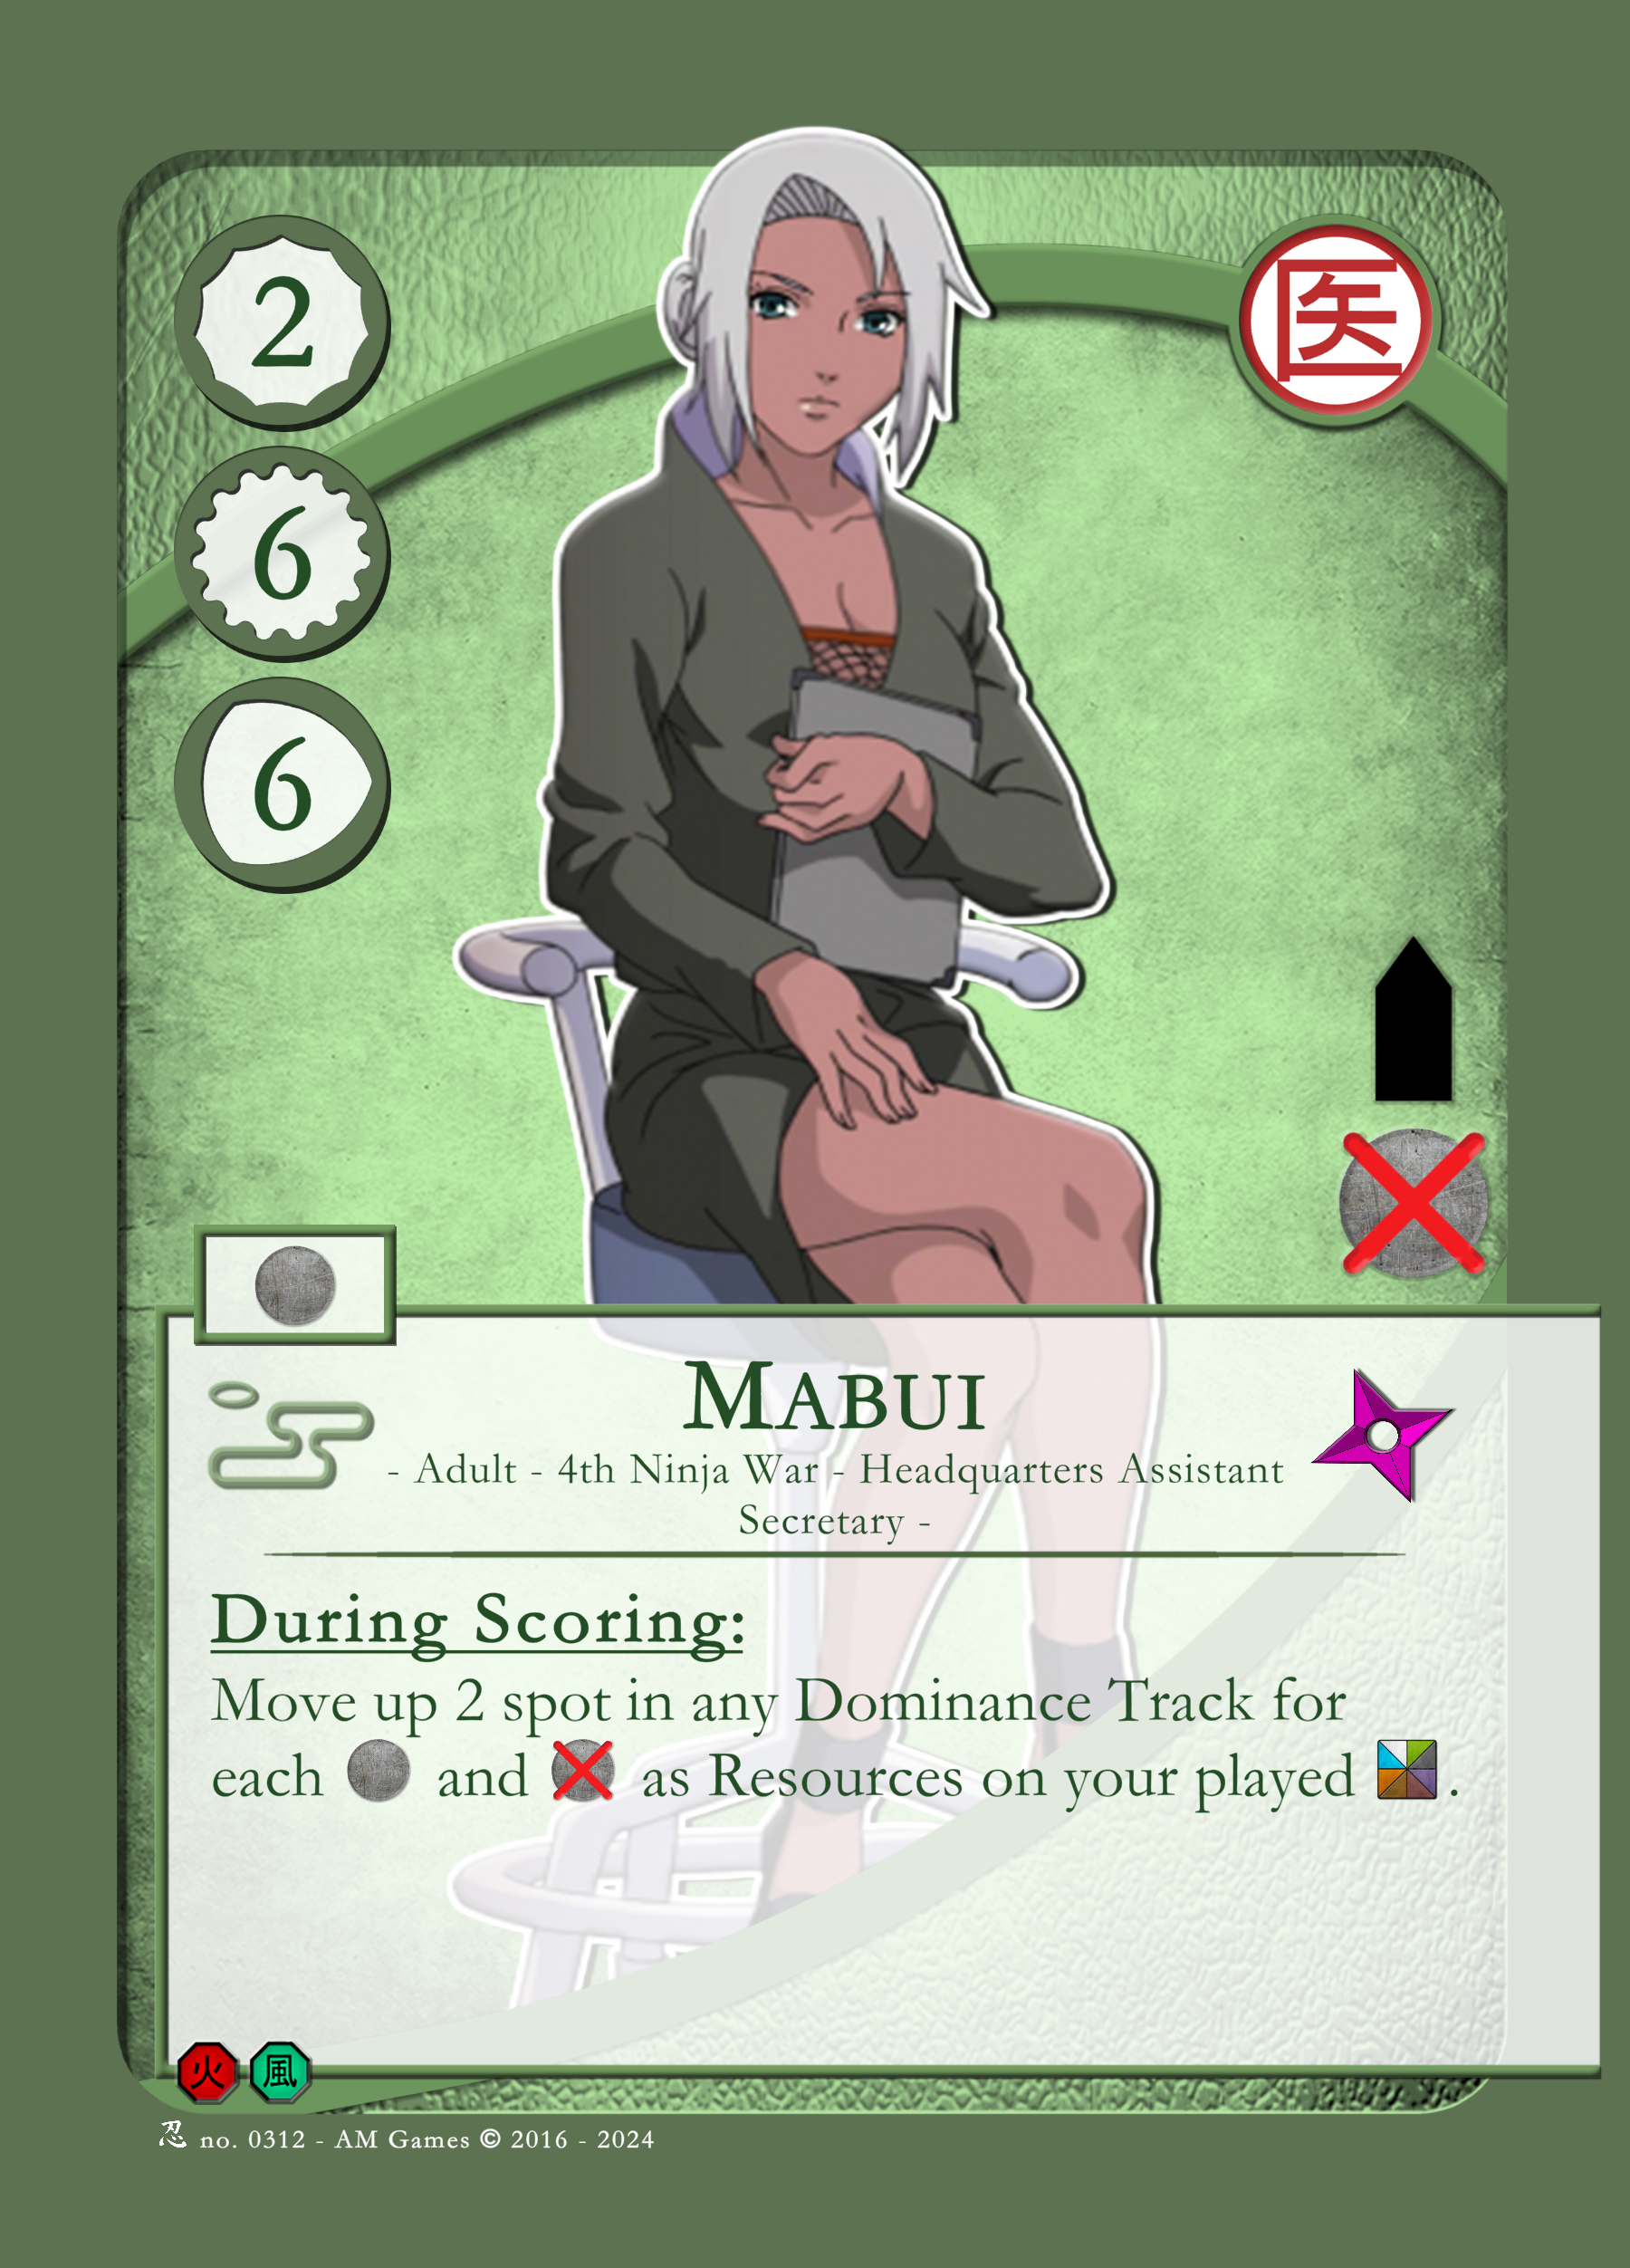 2
医
6
6
Mabui
- Adult - 4th Ninja War - Headquarters Assistant
Secretary -
During Scoring:
Move up 2 spot in any Dominance Track for
each and as Resources on your played .
火 風
忍 no. 0312 - AM Games © 2016 - 2024